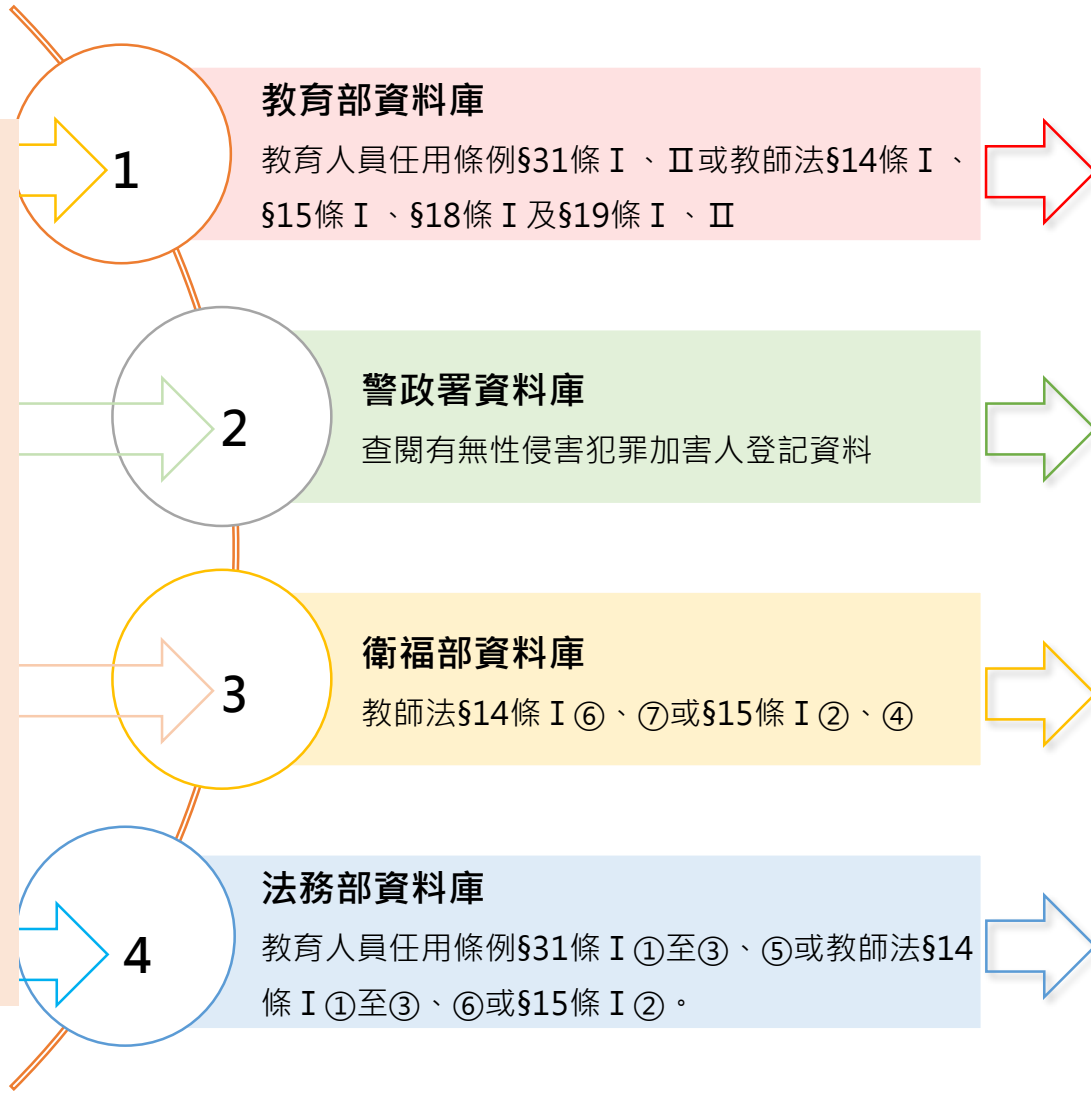 1
教育部資料庫
教育人員任用條例§31條Ⅰ、Ⅱ或教師法§14條Ⅰ、
§15條Ⅰ、§18條Ⅰ及§19條Ⅰ、Ⅱ
2
警政署資料庫
查閱有無性侵害犯罪加害人登記資料
3
衛福部資料庫
教師法§14條Ⅰ⑥、⑦或§15條Ⅰ②、④
4
法務部資料庫
教育人員任用條例§31條Ⅰ①至③、⑤或教師法§14
條Ⅰ①至③、⑥或§15條Ⅰ②。